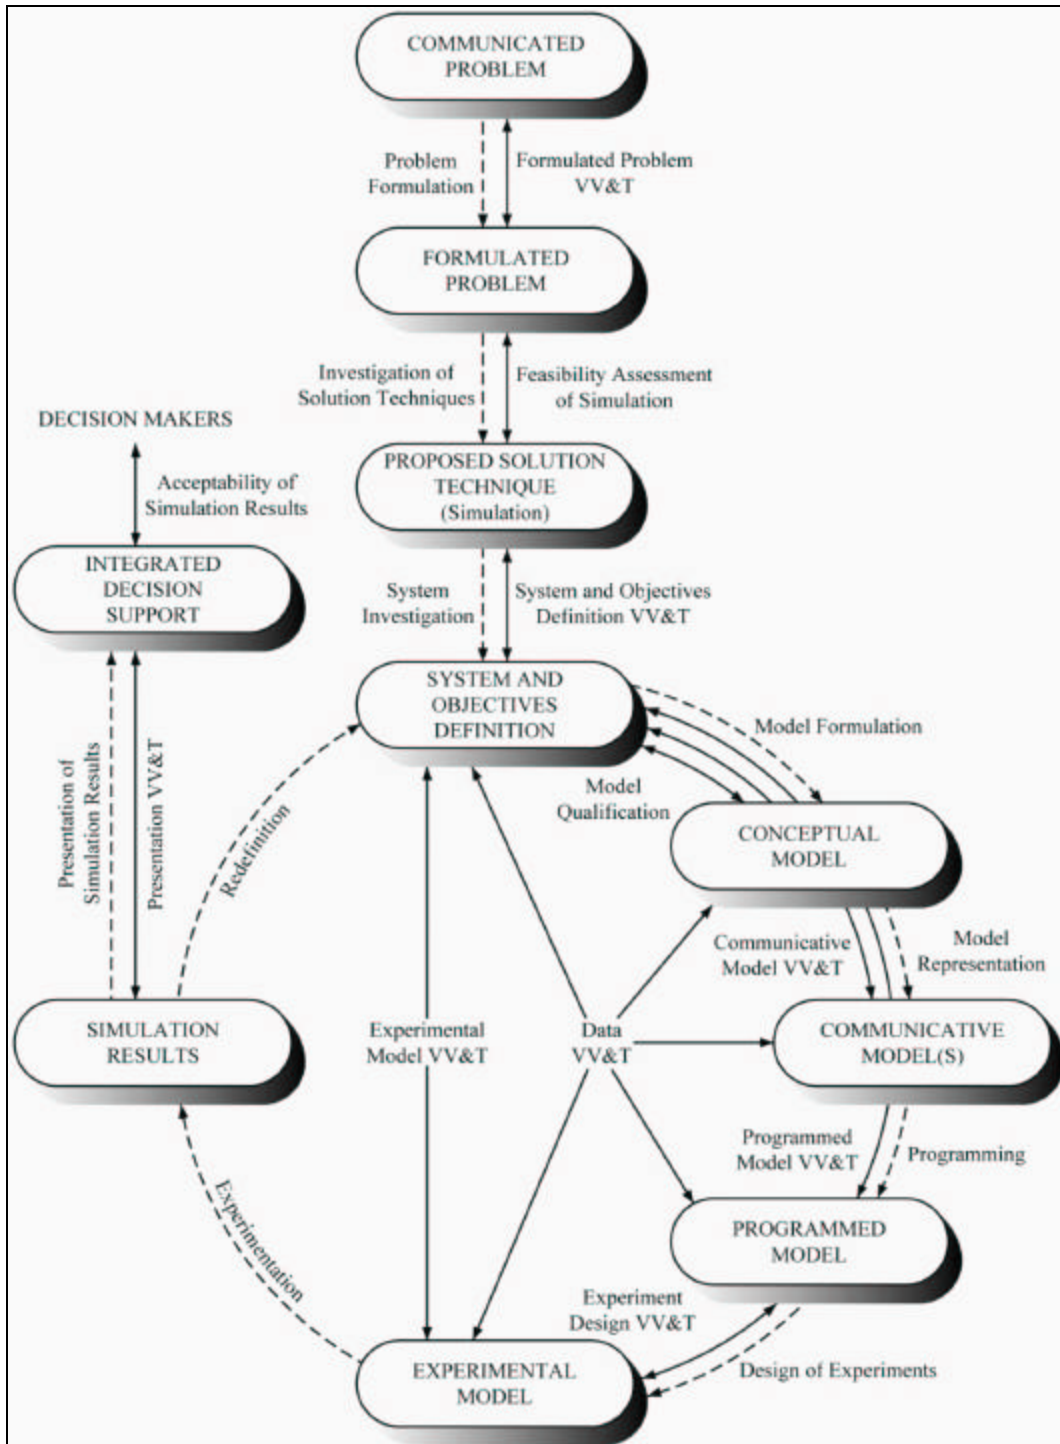 COMMUNICATED
PROBLEM
Problem
Formulation
Formulated Problem
VV&T
FORMULATED
PROBLEM
Investigation of
Solution Techniques
Feasibility Assessment
of Simulation
DECISION MAKERS
Acceptability of
Simulation Results
PROPOSED SOLUTION
TECHNIQUE
(Simulation)
INTEGRATED
DECISION
SUPPORT
System
Investigation
System and Objectives
Definition VV&T
SYSTEM AND
OBJECTIVES
DEFINITION
Model Formulation
Model
Qualification
Presentation of
Simulation Results
Presentation VV&T
Redefinition
CONCEPTUAL
MODEL
Communicative
Model VV&T
Model
Representation
SIMULATION
RESULTS
Experimental
Model VV&T
Data
VV&T
COMMUNICATIVE
MODEL(S)
Programmed
Model VV&T
Programming
Experimentation
PROGRAMMED
MODEL
Experiment
Design VV&T
Design of Experiments
EXPERIMENTAL
MODEL